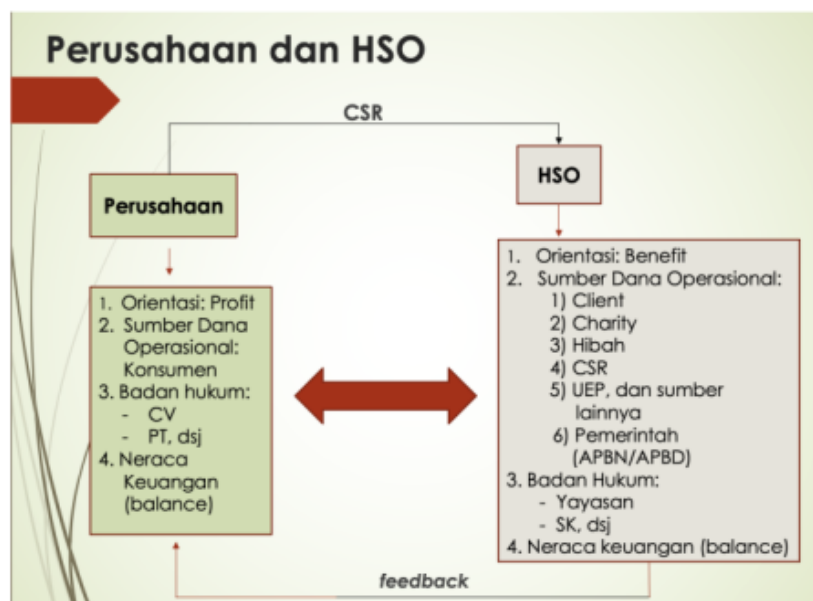 Perusahaan dan HSO
CSR
Perusahaan
HSO
1. Orientasi: Profit
2. Sumber Dana
Operasional:
Konsumen
3. Badan hukum:
- CV
- PT, dsj
4. Neraca
Keuangan
(balance)
1. Orientasi: Benefit
2. Sumber Dana Operasional:
1) Client
2) Charity
3) Hibah
4) CSR
5) UEP, dan sumber
lainnya
6) Pemerintah
(APBN/APBD)
3. Badan Hukum:
- Yayasan
- SK, dsj
4. Neraca keuangan (balance)
feedback